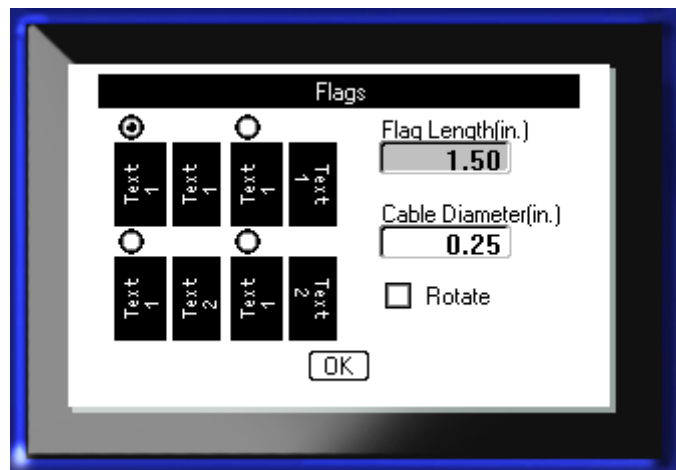 Flags
Flag Length(in.)
1.50
Text
1
Text
1
Text
1
Text
1
Cable Diameter(in.)
0.25
Text
1
Text
2
Text
1
Text
2
Rotate
OK